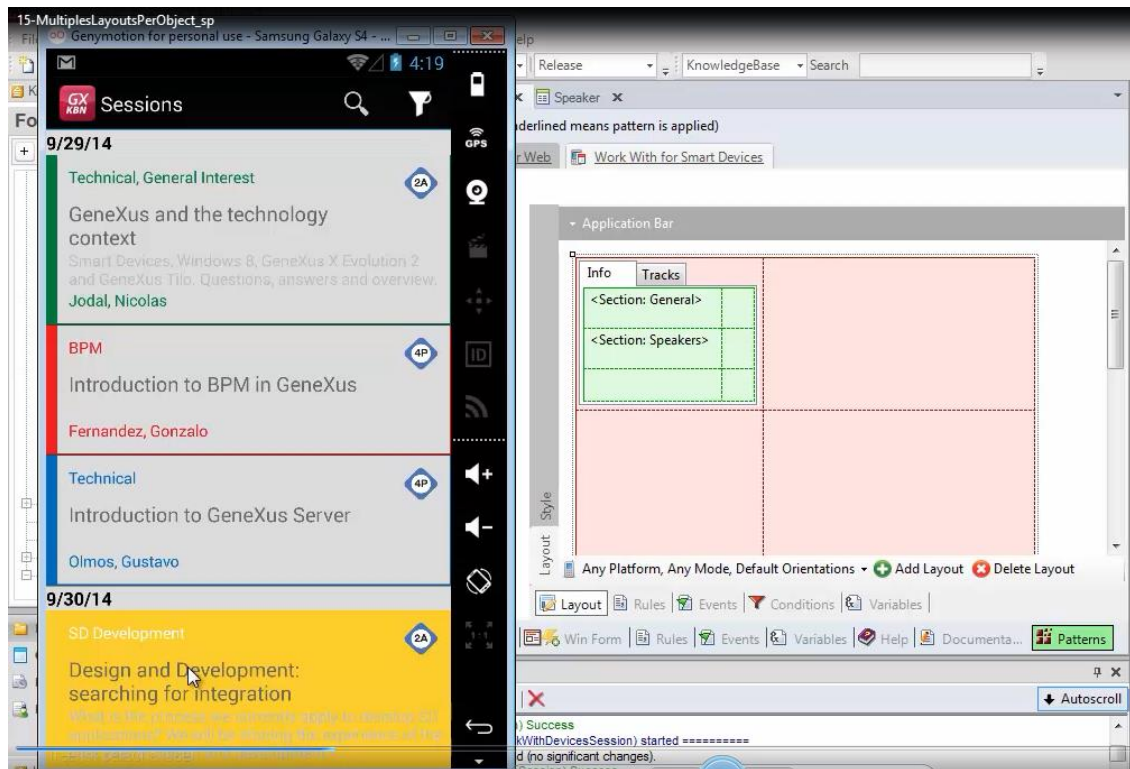 15-MultiplesLayoutsPerObject_sp
Genymotion for personal use - Samsung Galaxy S4 - ...
elp
4:19
Release
KnowledgeBase
Search
GX
KBN
Sessions
Speaker
Fo
derlined means pattern is applied)
r Web
Work With for Smart Devices
9/29/14
GPS
Technical, General Interest
2A
GeneXus and the technology
context
Smart Devices, Windows 8, GeneXus X Evolution 2
and GeneXus Tilo. Questions, answers and overview.
Jodal, Nicolas
BPM
4P
Introduction to BPM in GeneXus
Fernandez, Gonzalo
Technical
4P
Introduction to GeneXus Server
Olmos, Gustavo
9/30/14
SD Development
2A
Design and Development:
searching for integration
ID
1:1
Application Bar
Info
Tracks
<Section: General>
<Section: Speakers>
Style
Layout
Any Platform, Any Mode, Default Orientations
Add Layout
Delete Layout
Layout
Rules
Events
Conditions
Variables
Win Form
Rules
Events
Variables
Help
Documenta...
Patterns
Autoscroll
) Success
kWithDevicesSession) started ==========
d (no significant changes).